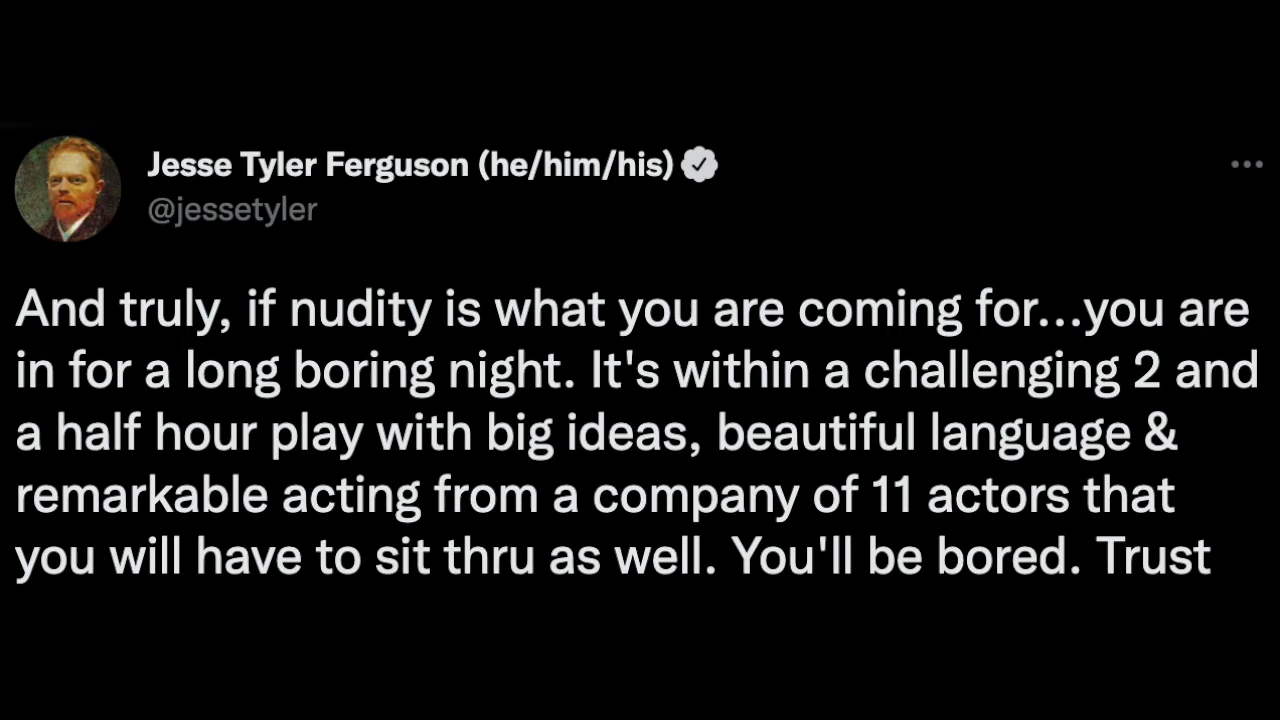 Jesse Tyler Ferguson (he/him/his)
@jessetyler
And truly, if nudity is what you are coming for...you are
in for a long boring night. It's within a challenging 2 and
a half hour play with big ideas, beautiful language &
remarkable acting from a company of 11 actors that
you will have to sit thru as well. You'll be bored. Trust